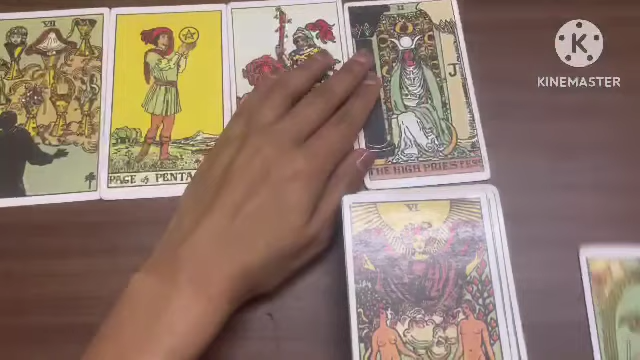 VII
II
K
KINEMASTER
J
PAGE of PENTA
THE HIGH PRIESTESS
VI